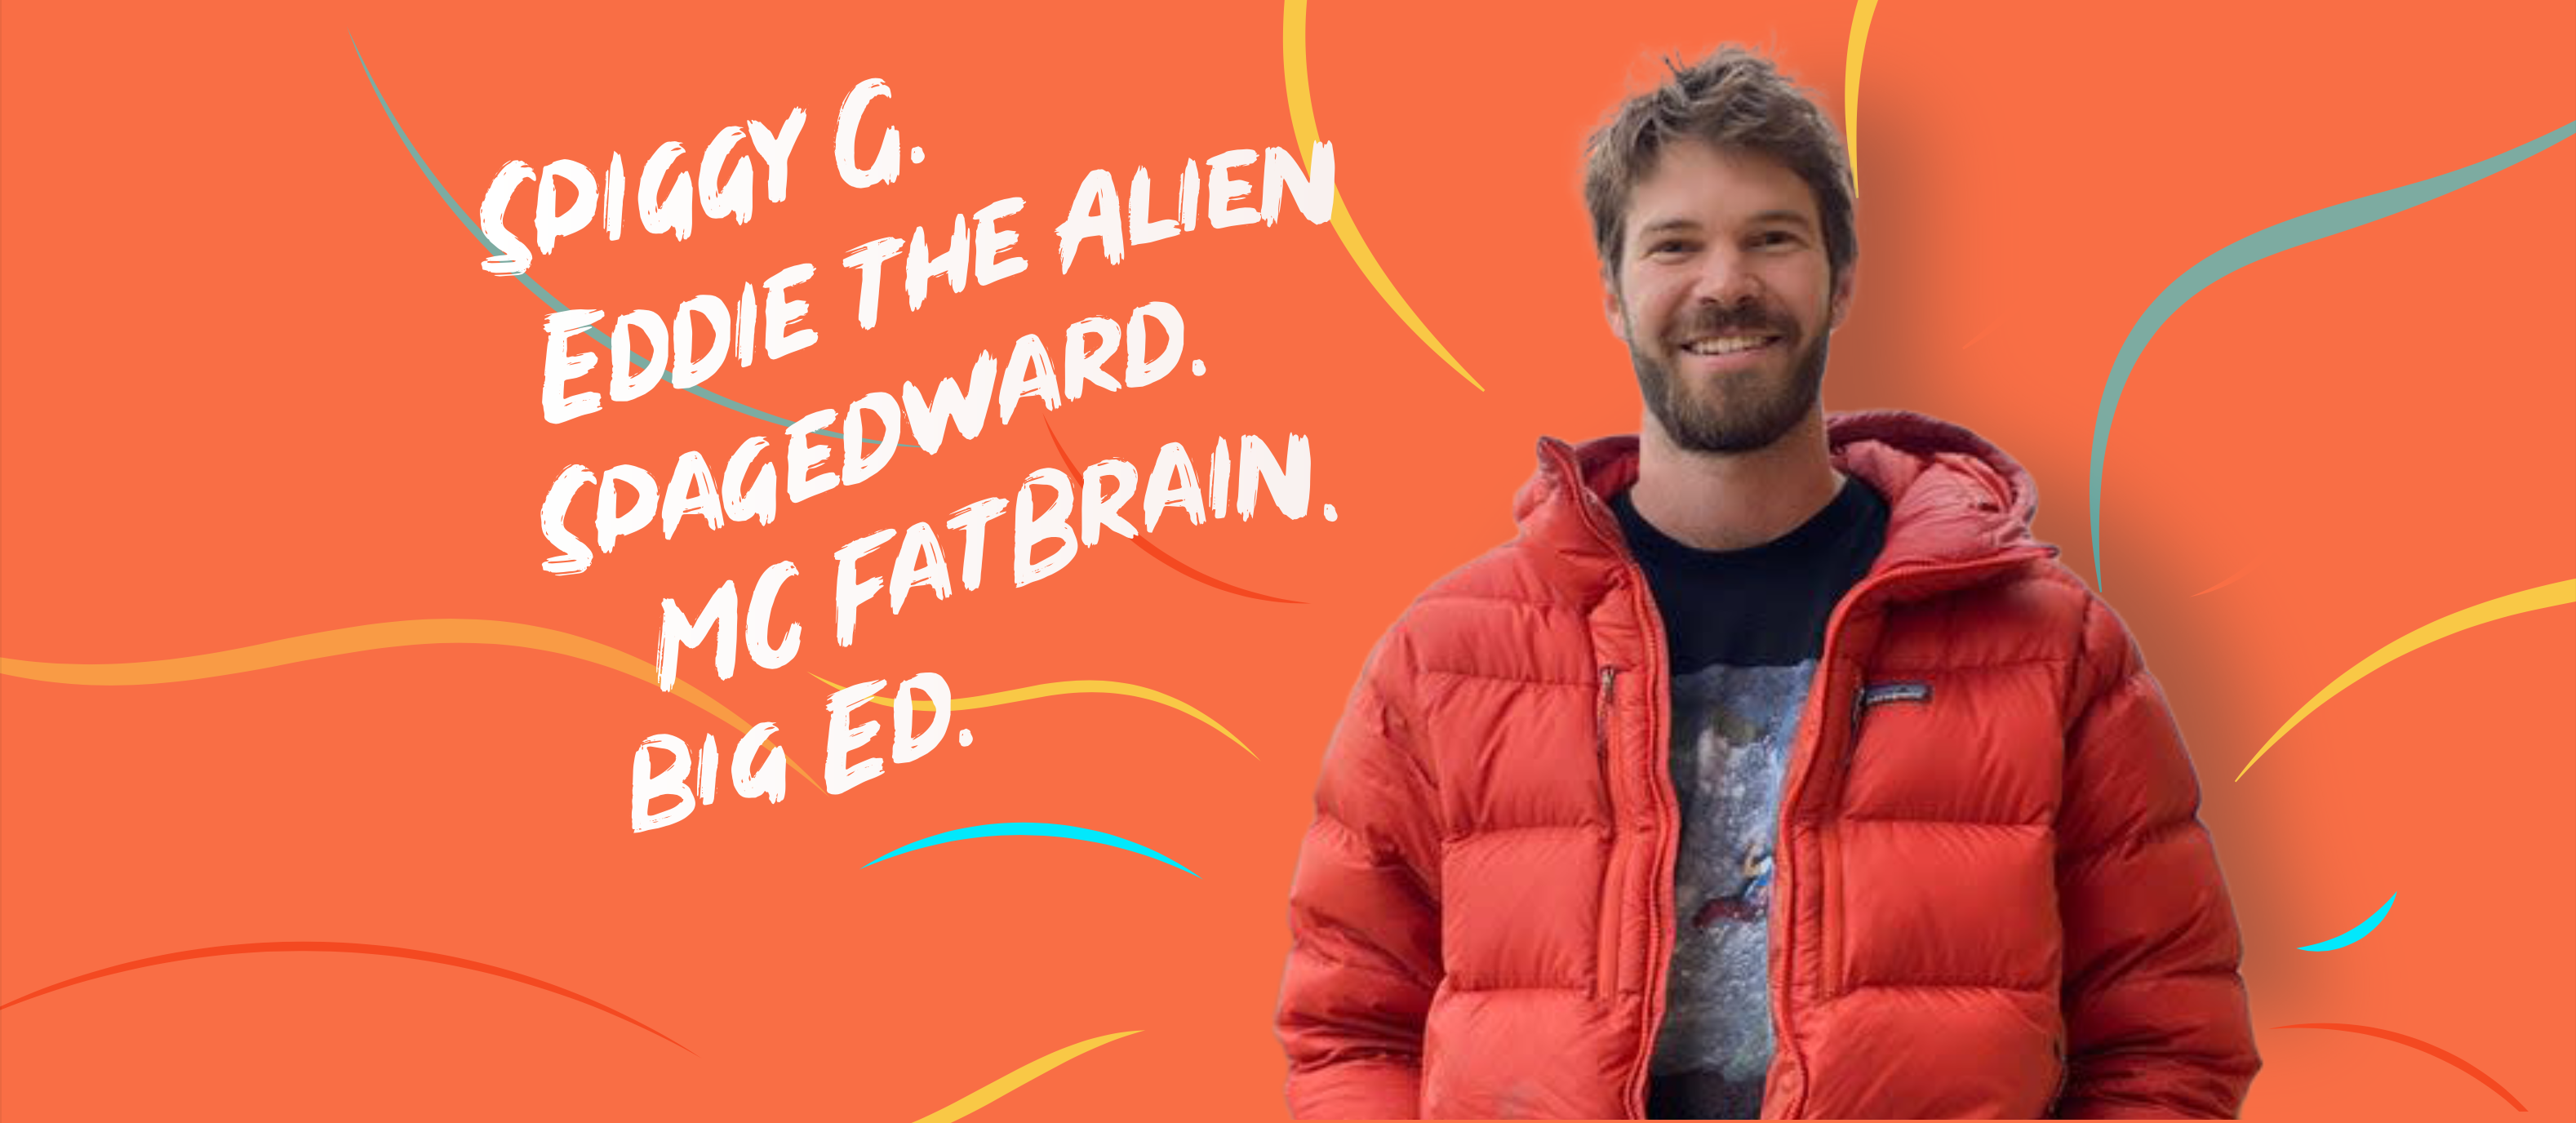 Spiggy G.
Eddie the Alien
Spagedward.
MC FatBrain.
Big Ed.